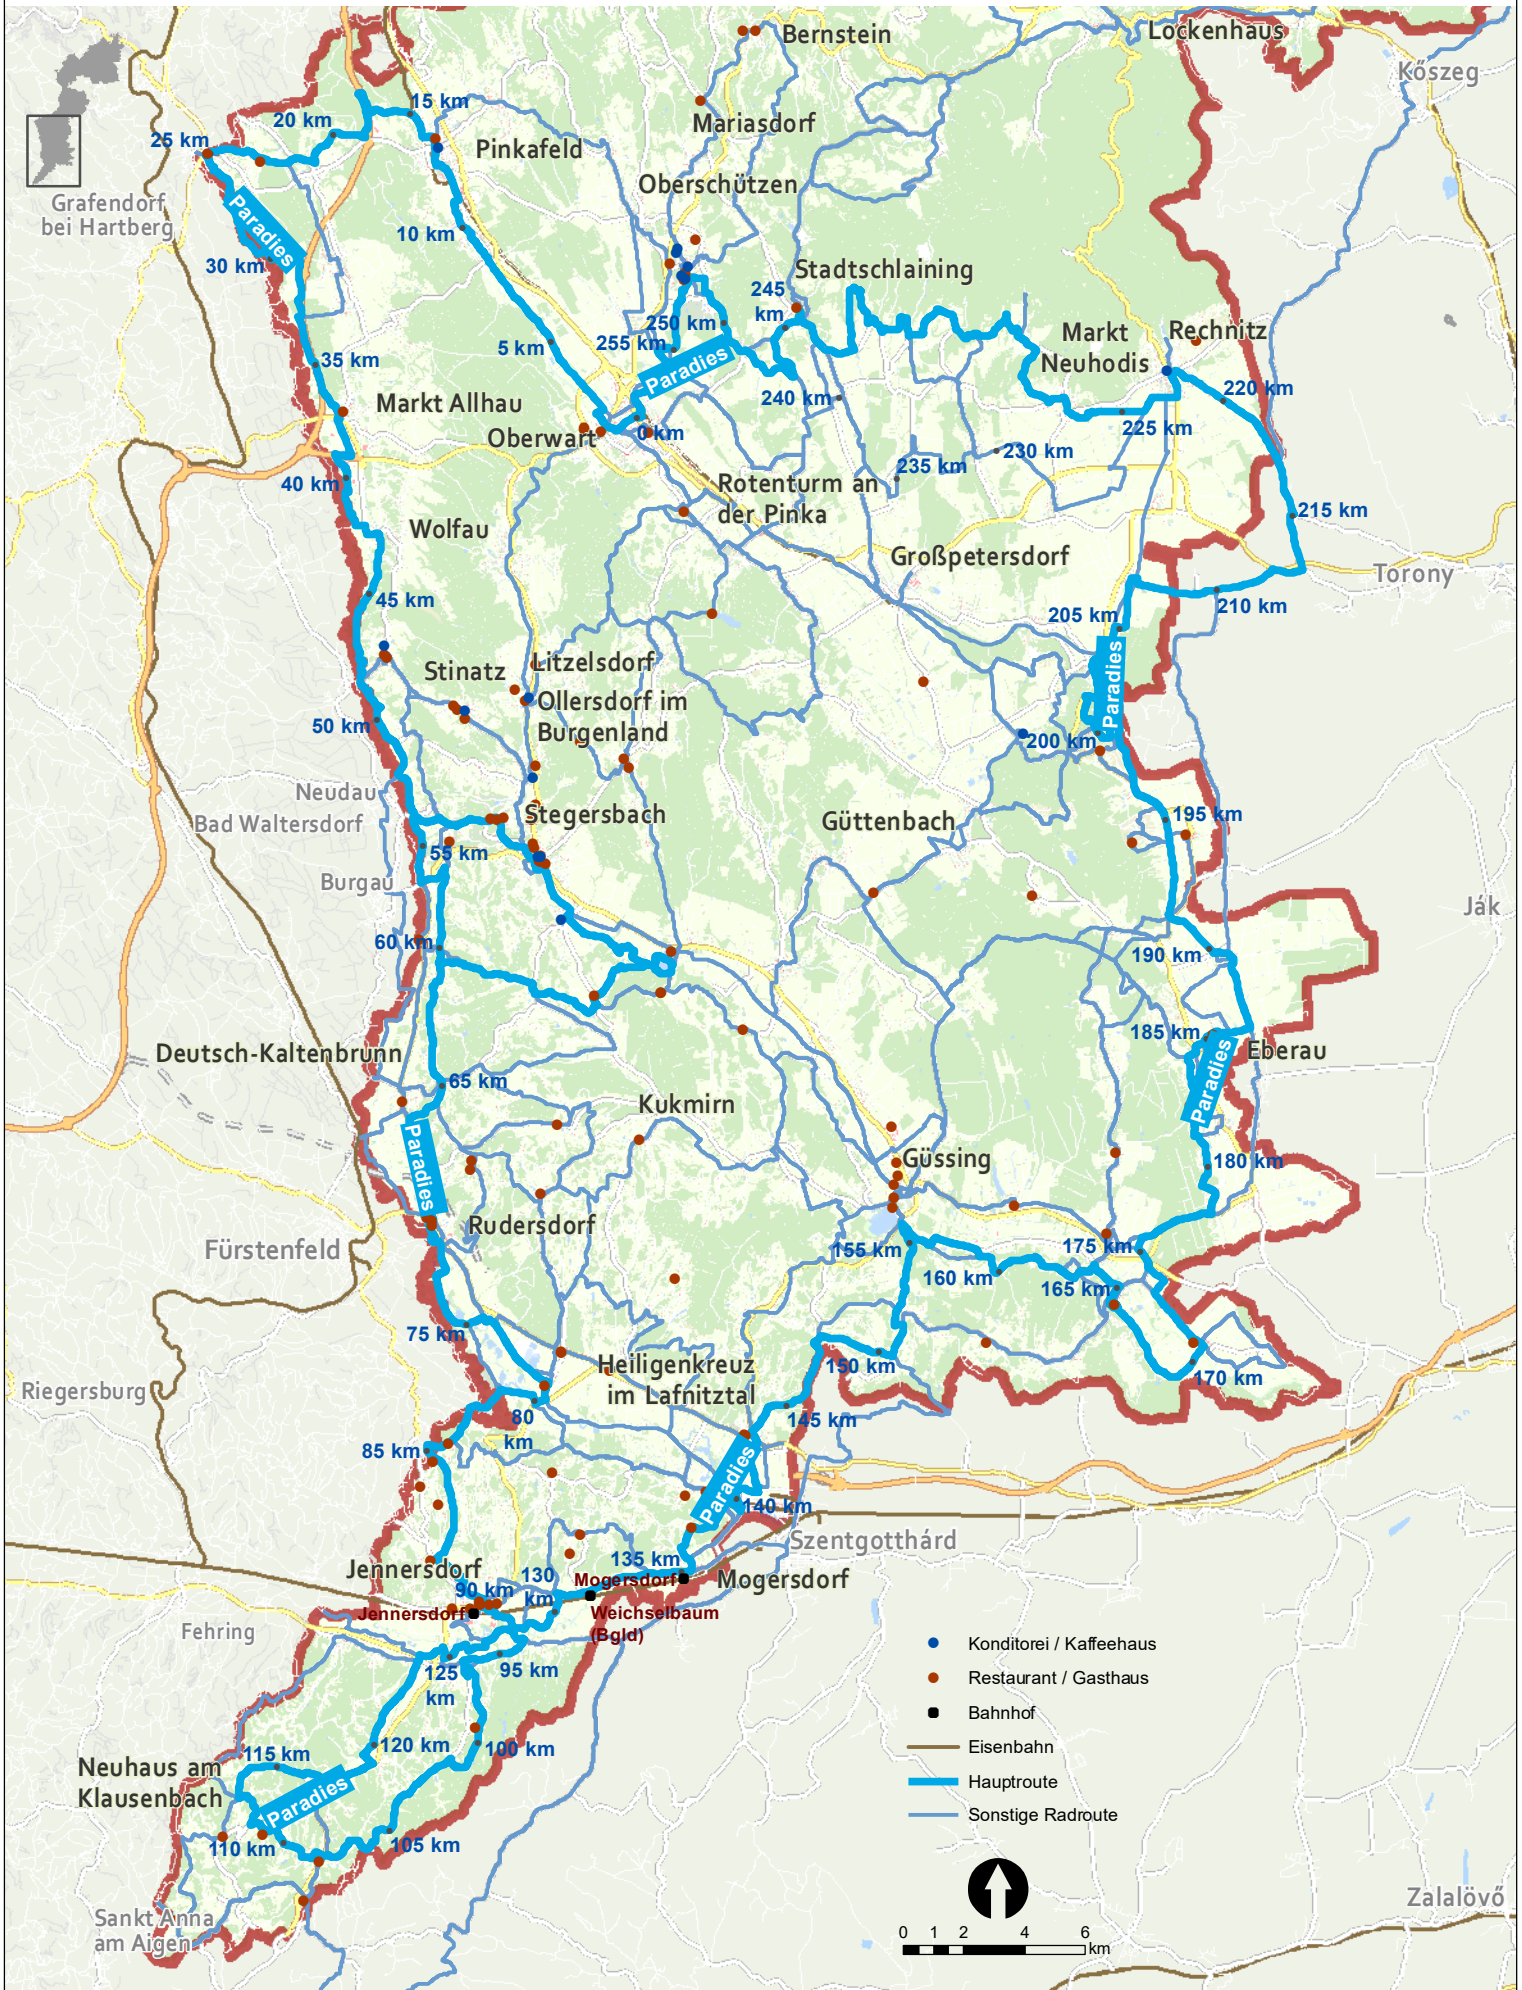 Bernstein
Lockenhaus
Kőszeg
15 km
20 km
Mariasdorf
25 km
Pinkafeld
Oberschützen
Grafendorf
bei Hartberg
Paradies
10 km
30 km
Stadtschlaining
245
km
250 km
Markt
Neuhodis
Rechnitz
5 km
255 km
35 km
Paradies
220 km
240 km
Markt Allhau
Oberwart
0 km
225 km
230 km
235 km
40 km
Rotenturm an
der Pinka
215 km
Wolfau
Großpetersdorf
Torony
45 km
210 km
205 km
Stinatz
Litzelsdorf
Paradies
Ollersdorf im
Burgenland
50 km
200 km
Neudau
Bad Waltersdorf
Stegersbach
Güttenbach
195 km
55 km
Burgau
Ják
60 km
190 km
185 km
Eberau
Deutsch-Kaltenbrunn
65 km
Paradies
Kukmirn
Paradies
Güssing
180 km
Rudersdorf
Fürstenfeld
155 km
175 km
160 km
165 km
75 km
Heiligenkreuz
im Lafnitztal
150 km
170 km
Riegersburg
80
km
145 km
85 km
Paradies
140 km
Szentgotthárd
Jennersdorf
135 km
130
km
Mogersdorf
Mogersdorf
90 km
Jennersdorf
Weichselbaum
(Bgld)
Fehring
Konditorei / Kaffeehaus
95 km
125
km
Restaurant / Gasthaus
Bahnhof
120 km
100 km
Eisenbahn
115 km
Neuhaus am
Klausenbach
Hauptroute
Paradies
Sonstige Radroute
110 km
105 km
Sankt Anna
am Aigen
Zalalövő
0 1 2 4 6
km